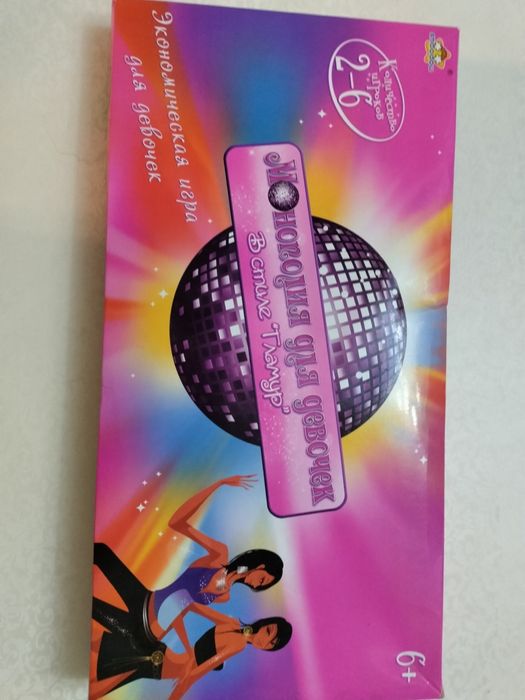 Количество
игроков
2-6
Экономическая игра
для девочек
Монополия для девочек
В стиле "Гламур"
6+